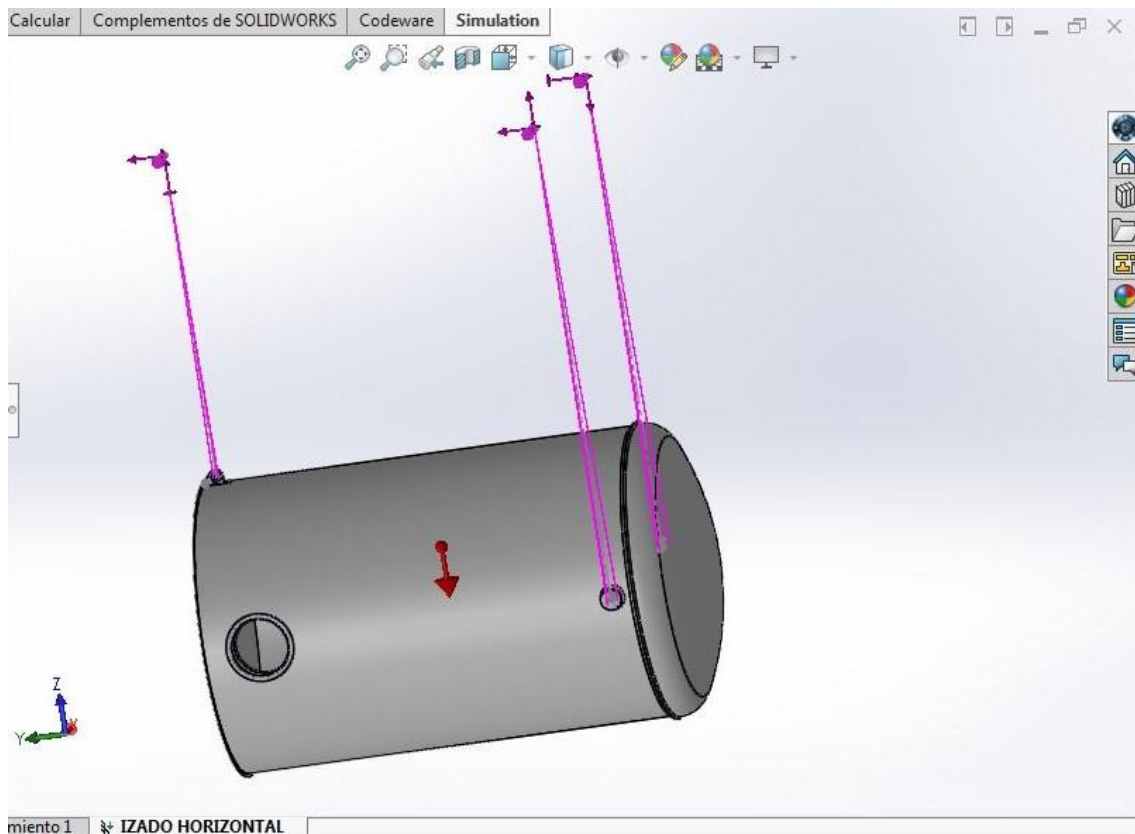 Calcular Complementos de SOLIDWORKS Codeware Simulation
Z
Y
miento 1 IZADO HORIZONTAL